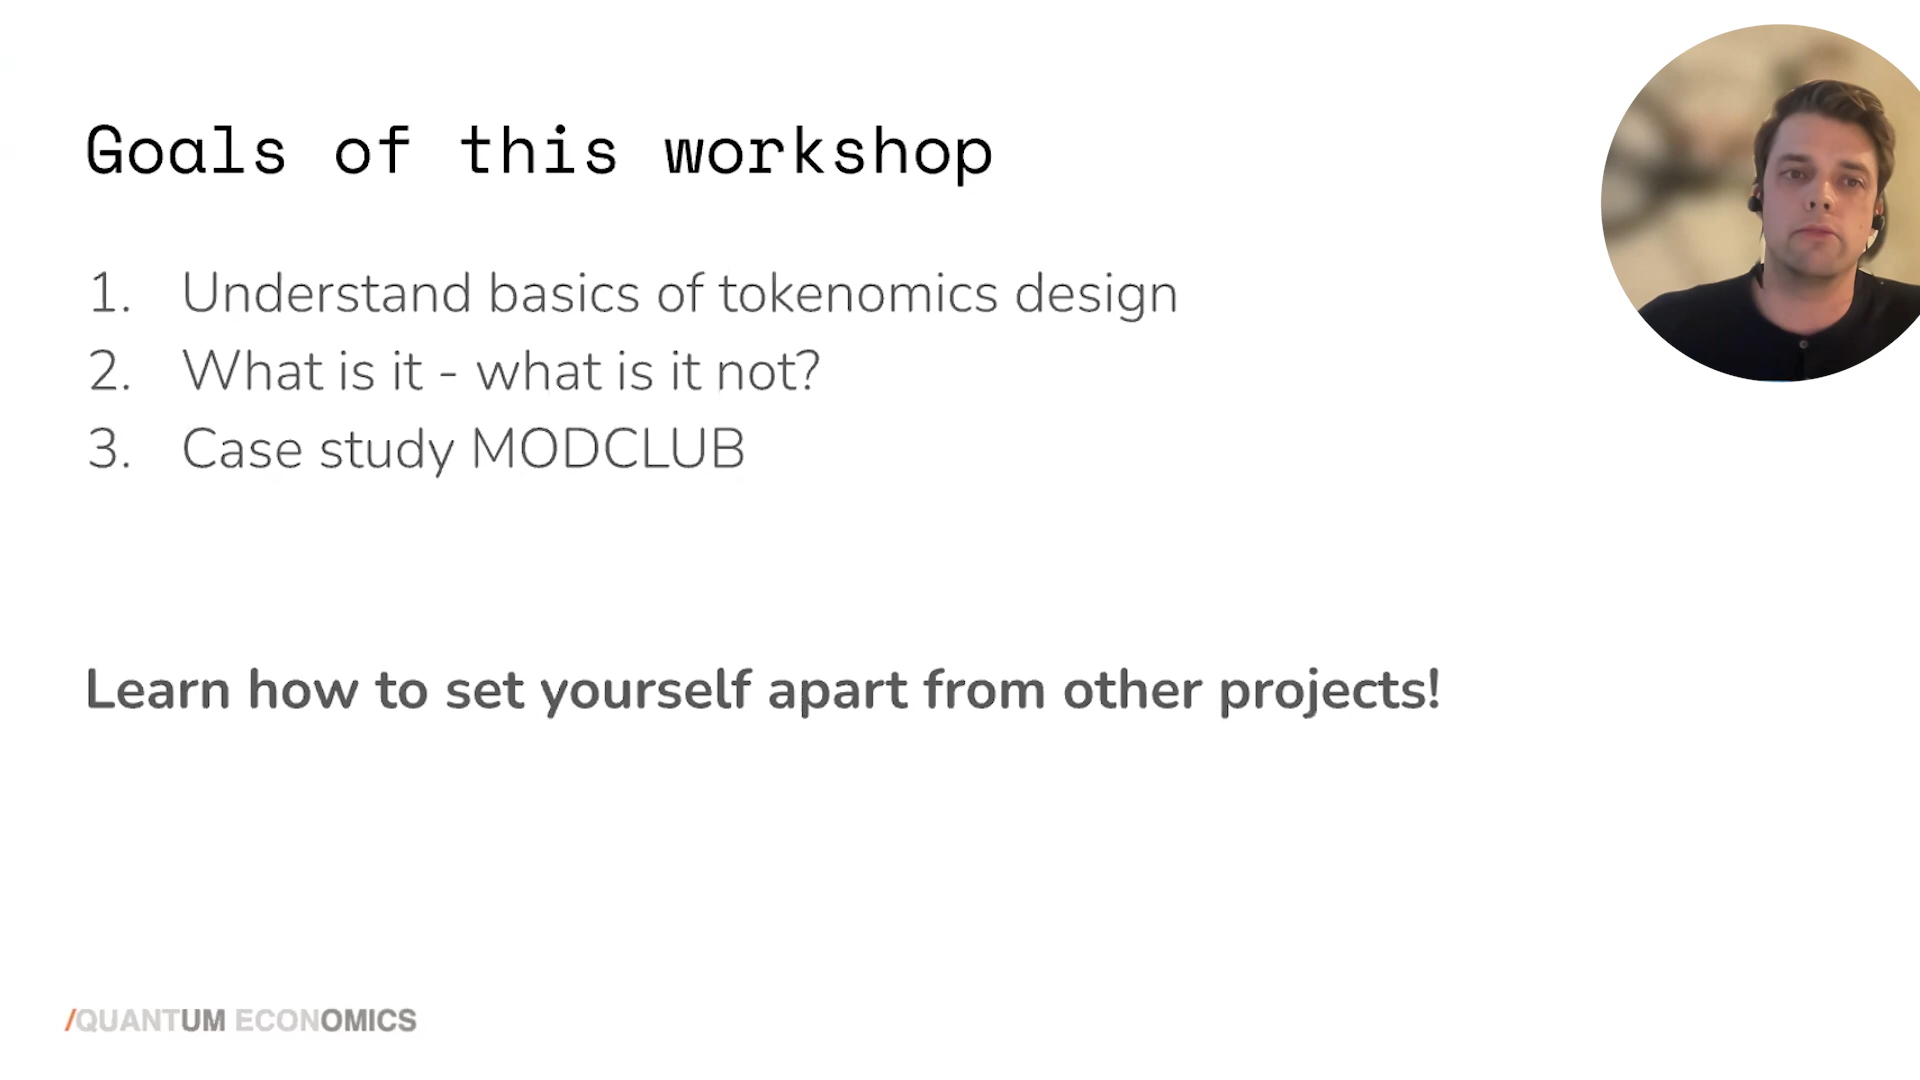 Goals of this workshop
1. Understand basics of tokenomics design
2. What is it - what is it not?
3. Case study MODCLUB
Learn how to set yourself apart from other projects!
/QUANTUM ECONOMICS